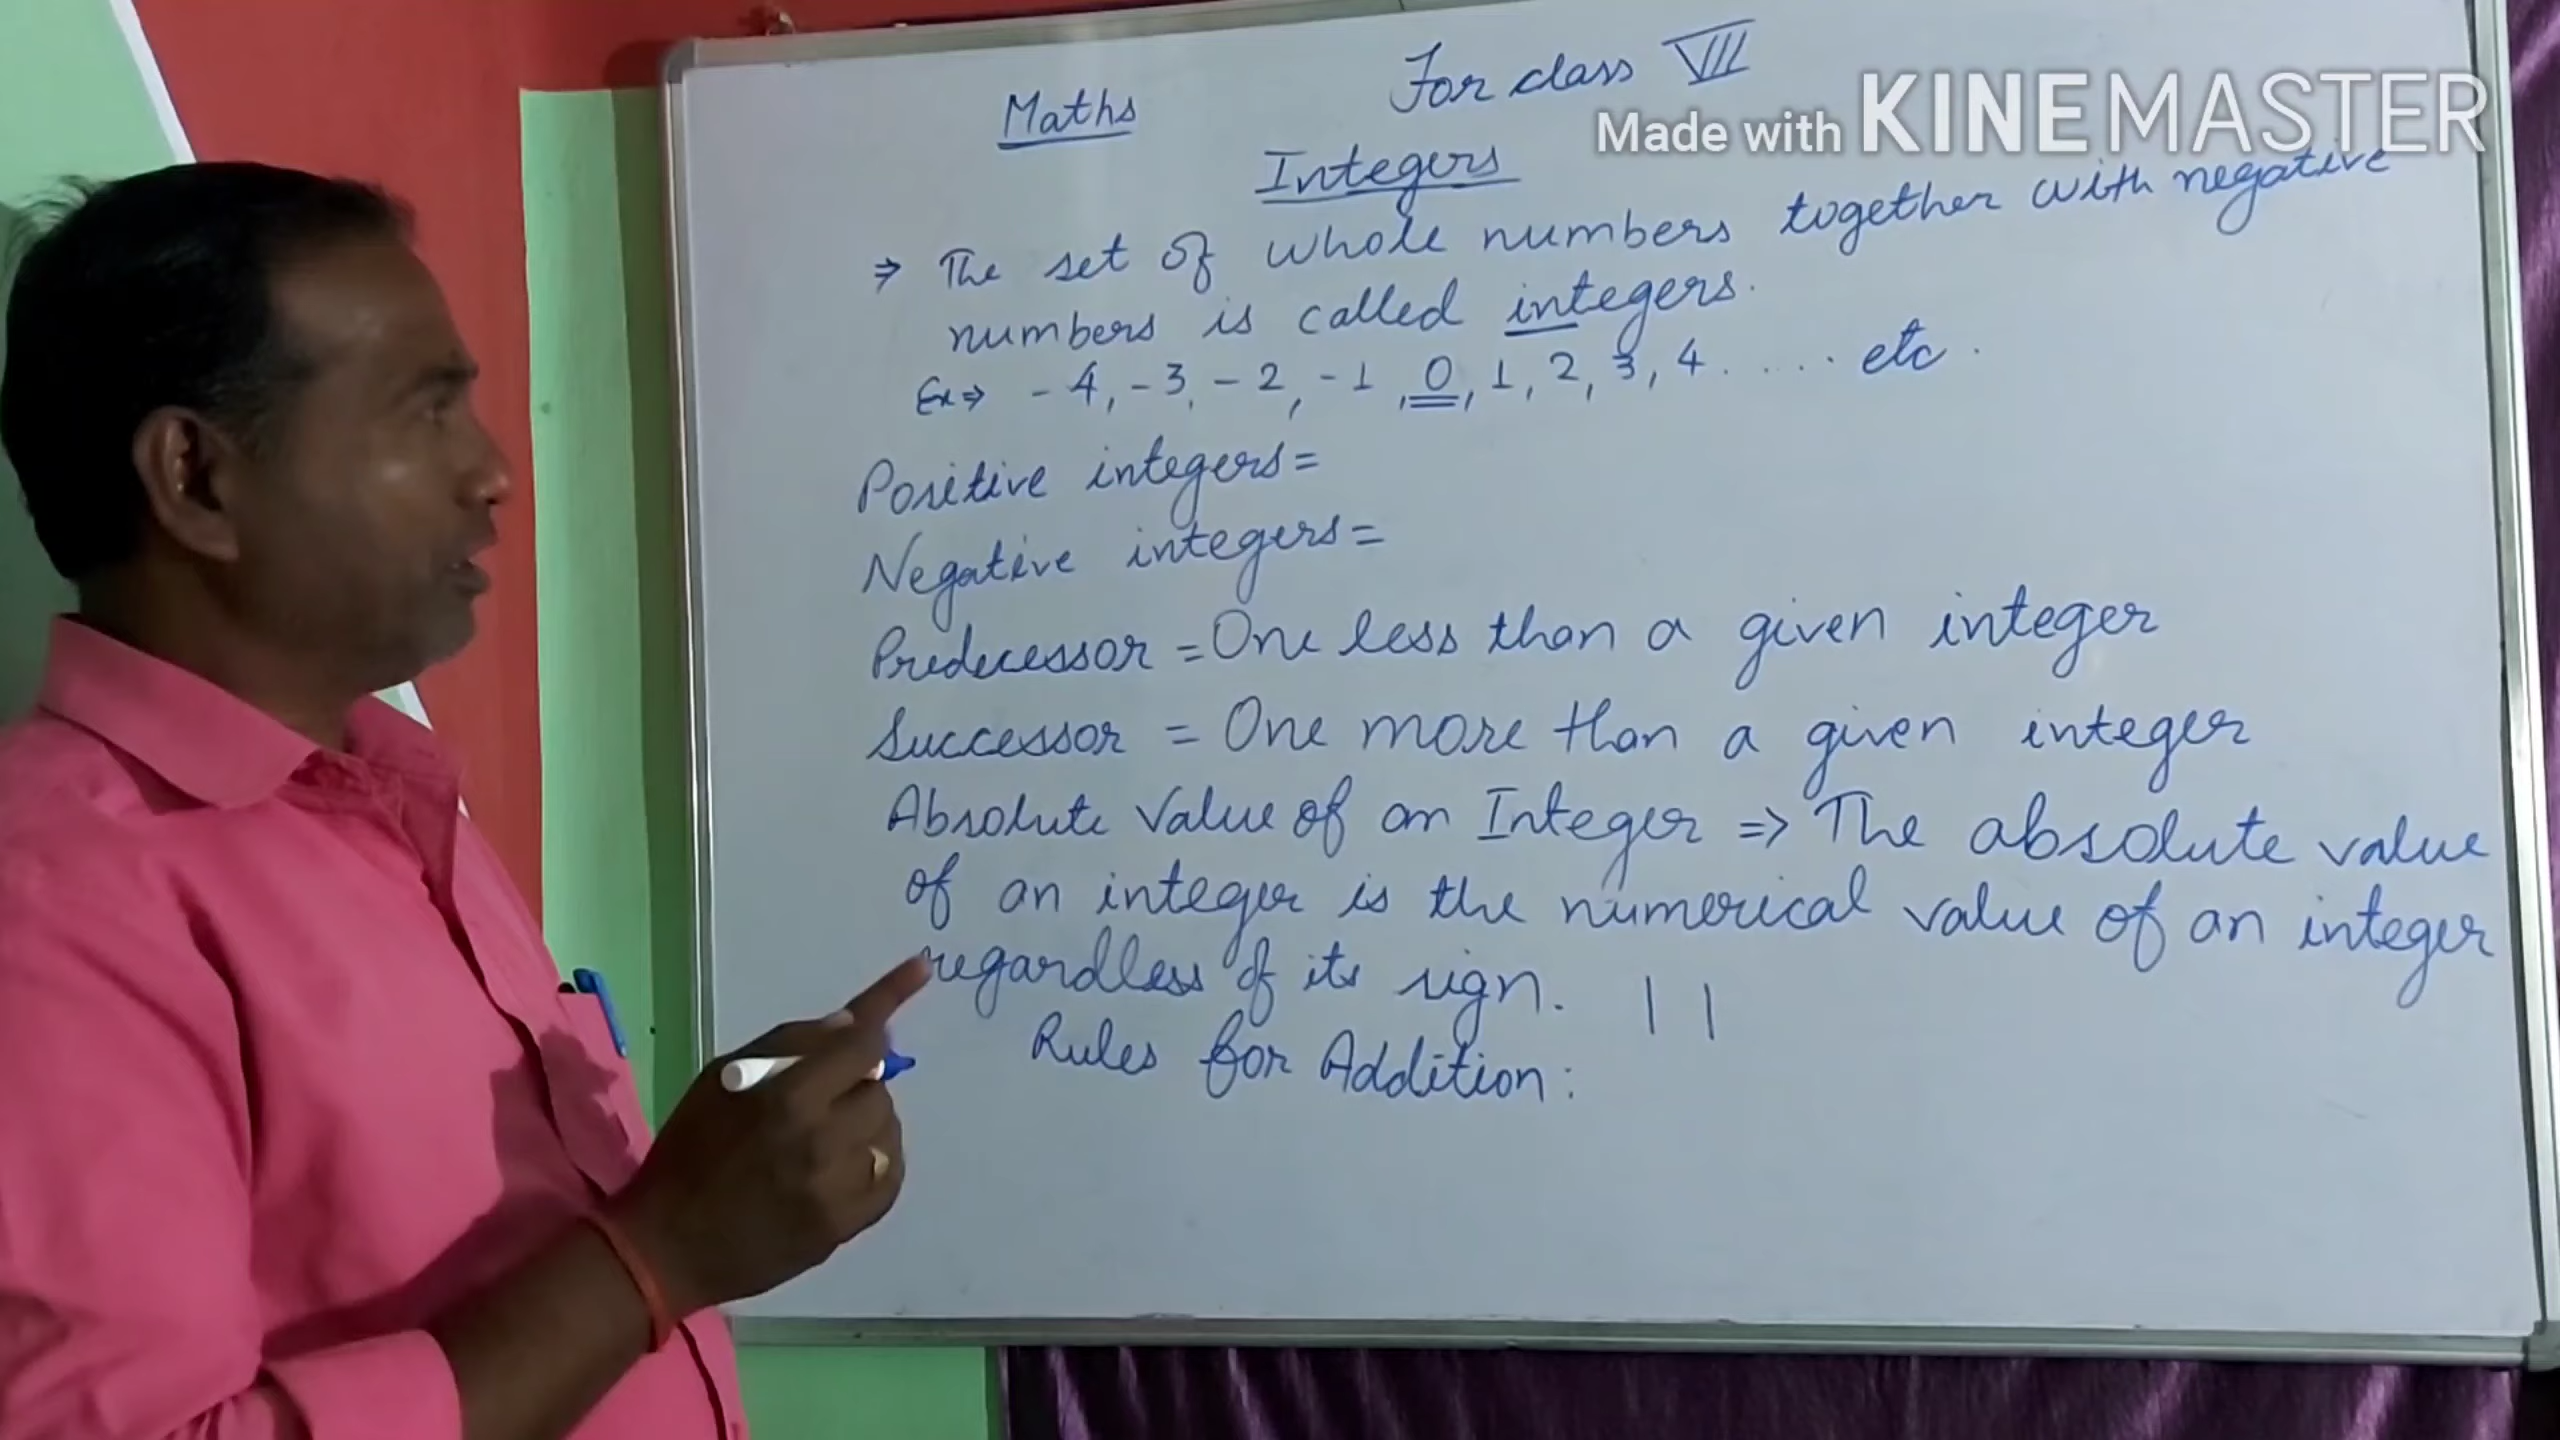 Maths
For class VII
Made with KINEMASTER
Integers
⇒ The set of whole numbers together with negative
numbers is called integers.
Ex⇒ -4, -3, -2, -1, 0, 1, 2, 3, 4..... etc.
Positive integers=
Negative integers=
Predecessor = One less than a given integer
Successor = One more than a given integer
Absolute Value of an Integer ⇒ The absolute value
of an integer is the numerical value of an integer
regardless of its sign. | |
Rules for Addition: